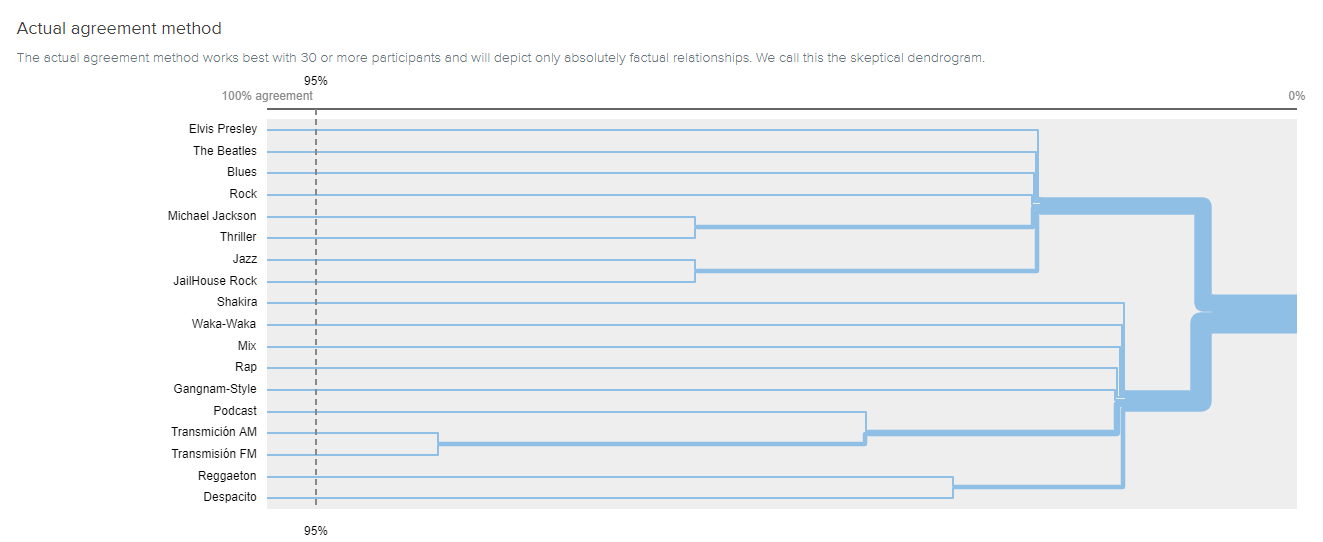 Actual agreement method
The actual agreement method works best with 30 or more participants and will depict only absolutely factual relationships. We call this the skeptical dendrogram.
95%
100% agreement 0%
Elvis Presley
The Beatles
Blues
Rock
Michael Jackson
Thriller
Jazz
JailHouse Rock
Shakira
Waka-Waka
Mix
Rap
Gangnam-Style
Podcast
Transmición AM
Transmisión FM
Reggaeton
Despacito
95%